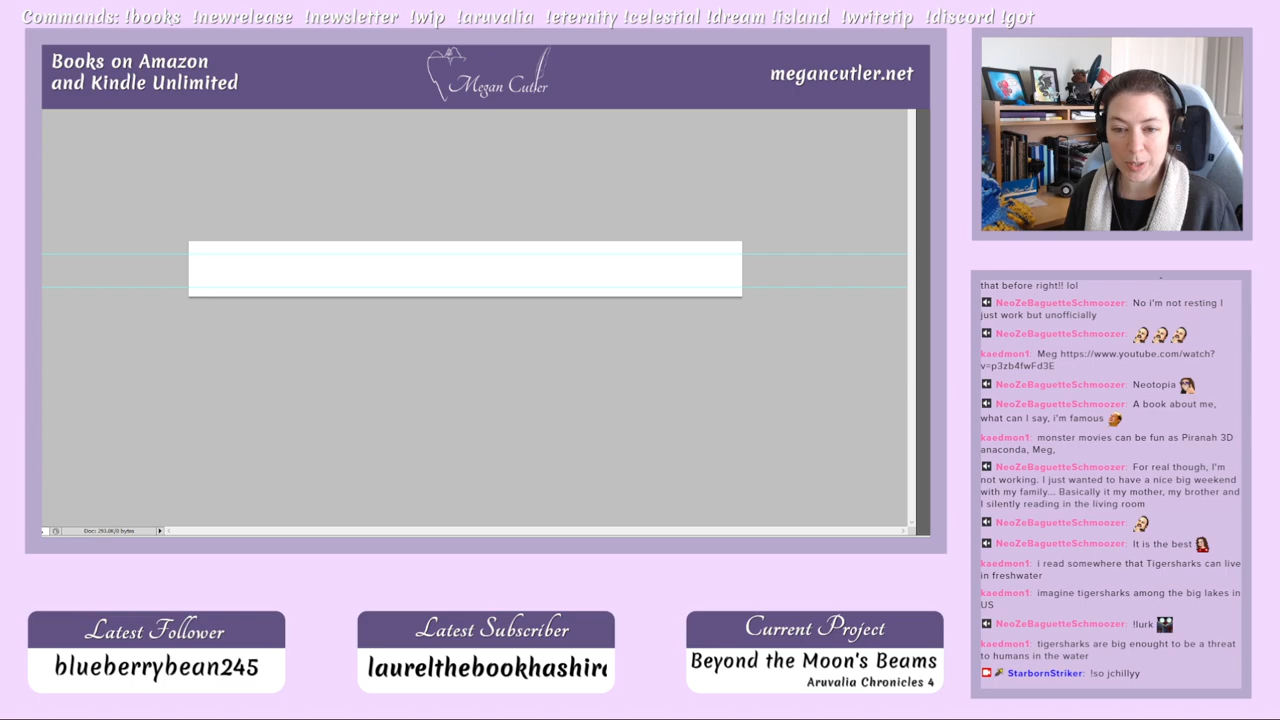 Commands: !books !newrelease !newsletter !wip !aruvalia !eternity !celestial !dream !island !writetip !discord !got
Books on Amazon
and Kindle Unlimited
Megan Cutler
megancutler.net
Doc: 293.0K/0 bytes
that before right!! lol
NeoZeBaguetteSchmoozer: No i'm not resting I
just work but unofficially
NeoZeBaguetteSchmoozer:
kaedmon1: Meg https://www.youtube.com/watch?
v=p3zb4fwFd3E
NeoZeBaguetteSchmoozer: Neotopia
NeoZeBaguetteSchmoozer: A book about me,
what can I say, i'm famous
kaedmon1: monster movies can be fun as Piranah 3D
anaconda, Meg,
NeoZeBaguetteSchmoozer: For real though, I'm
not working. I just wanted to have a nice big weekend
with my family... Basically it my mother, my brother and
I silently reading in the living room
NeoZeBaguetteSchmoozer:
NeoZeBaguetteSchmoozer: It is the best
kaedmon1: i read somewhere that Tigersharks can live
in freshwater
kaedmon1: imagine tigersharks among the big lakes in
US
NeoZeBaguetteSchmoozer: !lurk
kaedmon1: tigersharks are big enought to be a threat
to humans in the water
StarbornStriker: !so jchillyy
Latest Follower
blueberrybean245
Latest Subscriber
laurelthebookhashira
Current Project
Beyond the Moon's Beams
Aruvalia Chronicles 4